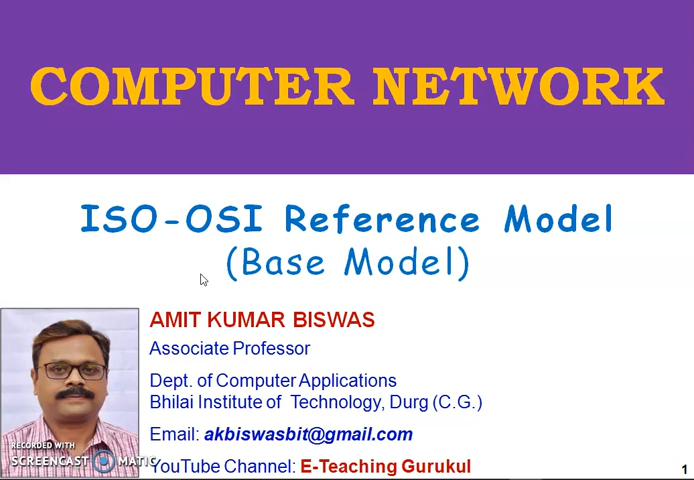 COMPUTER NETWORK
ISO-OSI Reference Model
(Base Model)
AMIT KUMAR BISWAS
Associate Professor
Dept. of Computer Applications
Bhilai Institute of Technology, Durg (C.G.)
Email: akbiswasbit@gmail.com
YouTube Channel: E-Teaching Gurukul
RECORDED WITH
SCREENCAST MATIC
1